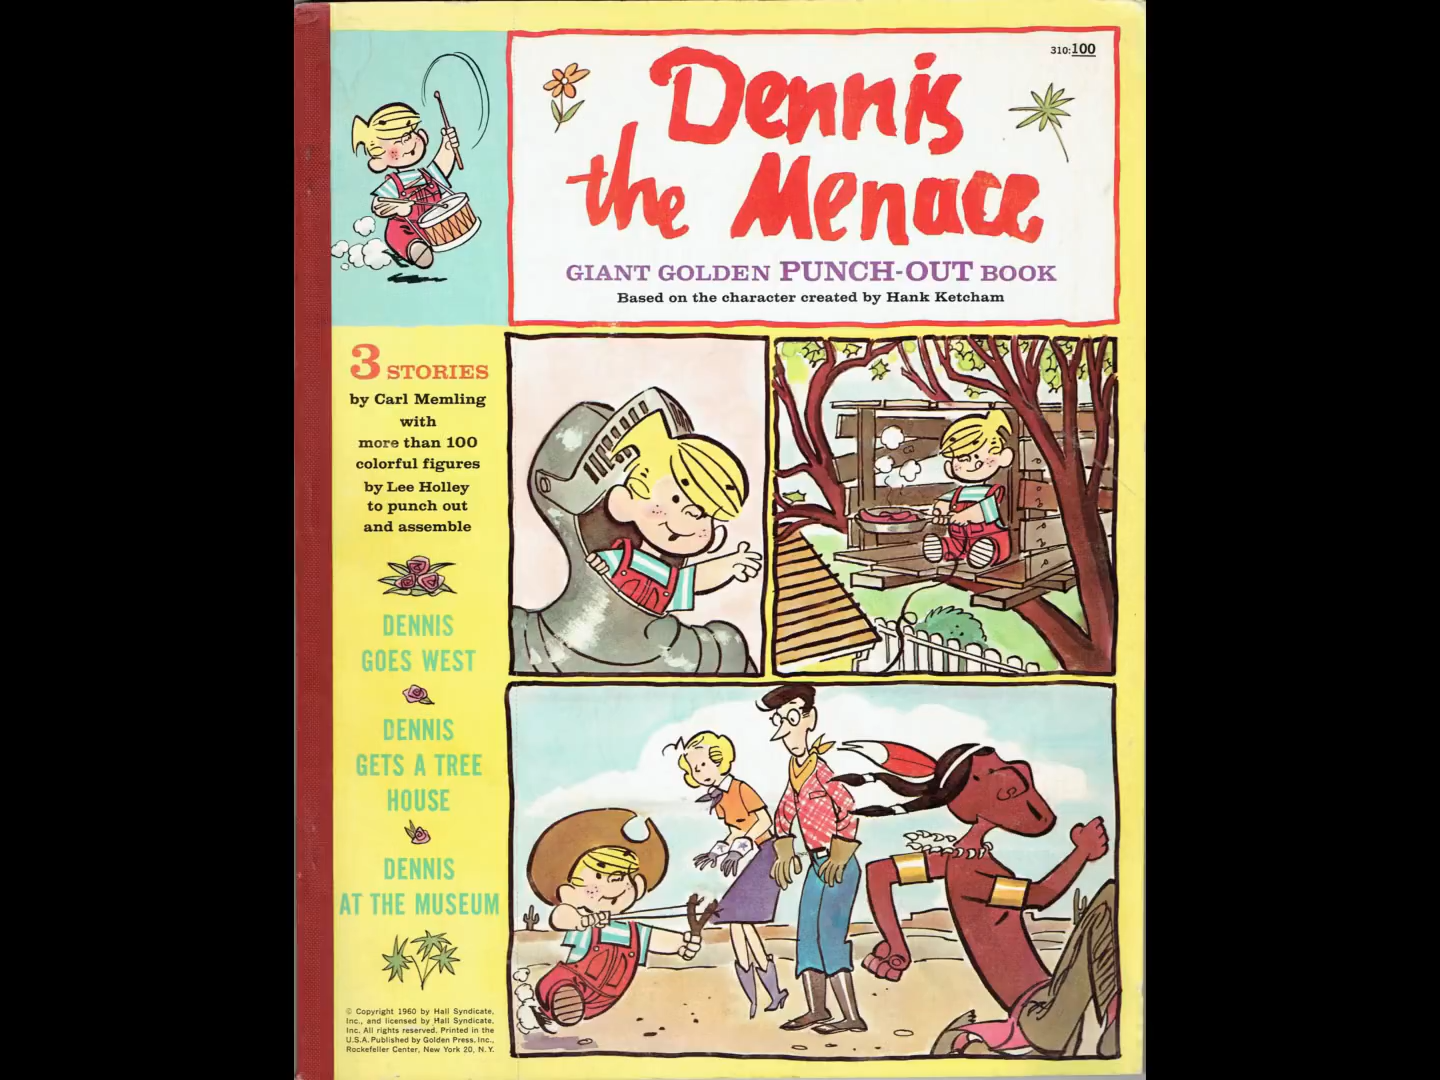 310:100
Dennis
the Menace
GIANT GOLDEN PUNCH-OUT BOOK
Based on the character created by Hank Ketcham
3 STORIES
by Carl Memling
with
more than 100
colorful figures
by Lee Holley
to punch out
and assemble
DENNIS
GOES WEST
DENNIS
GETS A TREE
HOUSE
DENNIS
AT THE MUSEUM
© Copyright 1960 by Hall Syndicate,
Inc., and licensed by Hall Syndicate,
Inc. All rights reserved. Printed in the
U.S.A. Published by Golden Press, Inc.,
Rockefeller Center, New York 20, N. Y.